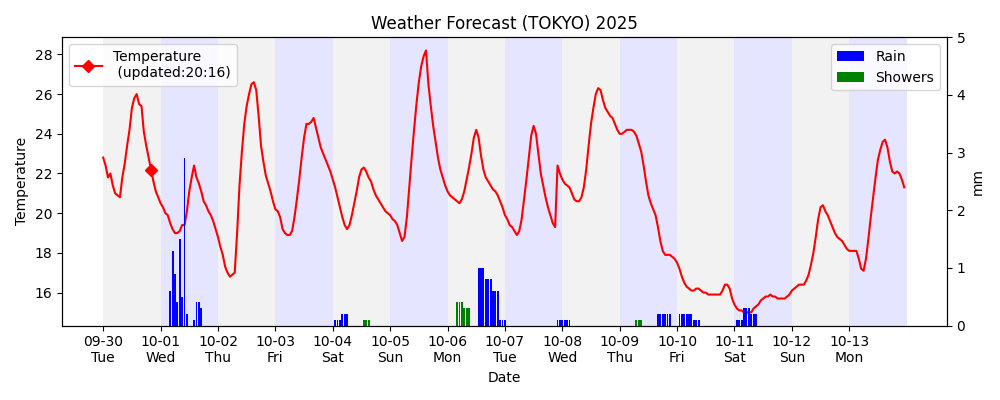 Weather Forecast (TOKYO) 2025
Temperature
(updated:20:16)
Rain
Showers
Temperature
28
26
24
22
20
18
16
5
4
3
2
1
0
mm
09-30 10-01 10-02 10-03 10-04 10-05 10-06 10-07 10-08 10-09 10-10 10-11 10-12 10-13
Tue Wed Thu Fri Sat Sun Mon Tue Wed Thu Fri Sat Sun Mon
Date